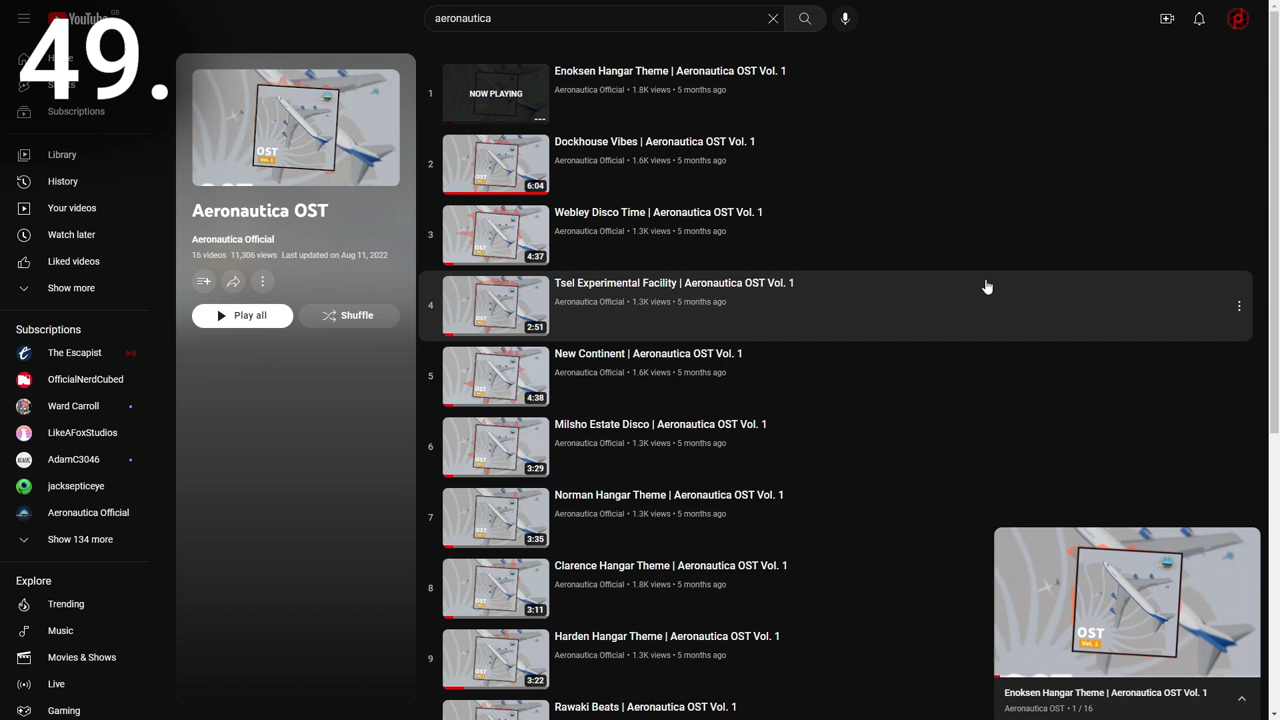 49.
YouTube GB
aeronautica
Subscriptions
Library
History
Your videos
Watch later
Liked videos
Show more
Subscriptions
The Escapist
OfficialNerdCubed
Ward Carroll
LikeAFoxStudios
AdamC3046
jacksepticeye
Aeronautica Official
Show 134 more
Explore
Trending
Music
Movies & Shows
Live
Gaming
OST
Vol. 1
Aeronautica OST
Aeronautica Official
16 videos 11,306 views Last updated on Aug 11, 2022
Play all
Shuffle
1
NOW PLAYING
Enoksen Hangar Theme | Aeronautica OST Vol. 1
Aeronautica Official • 1.8K views • 5 months ago
2
6:04
Dockhouse Vibes | Aeronautica OST Vol. 1
Aeronautica Official • 1.6K views • 5 months ago
3
4:37
Webley Disco Time | Aeronautica OST Vol. 1
Aeronautica Official • 1.3K views • 5 months ago
4
2:51
Tsel Experimental Facility | Aeronautica OST Vol. 1
Aeronautica Official • 1.3K views • 5 months ago
5
4:38
New Continent | Aeronautica OST Vol. 1
Aeronautica Official • 1.6K views • 5 months ago
6
3:29
Milsho Estate Disco | Aeronautica OST Vol. 1
Aeronautica Official • 1.3K views • 5 months ago
7
3:35
Norman Hangar Theme | Aeronautica OST Vol. 1
Aeronautica Official • 1.3K views • 5 months ago
8
3:11
Clarence Hangar Theme | Aeronautica OST Vol. 1
Aeronautica Official • 1.8K views • 5 months ago
9
3:22
Harden Hangar Theme | Aeronautica OST Vol. 1
Aeronautica Official • 1.3K views • 5 months ago
Rawaki Beats | Aeronautica OST Vol. 1
OST
Vol. 1
Enoksen Hangar Theme | Aeronautica OST Vol. 1
Aeronautica OST • 1 / 16